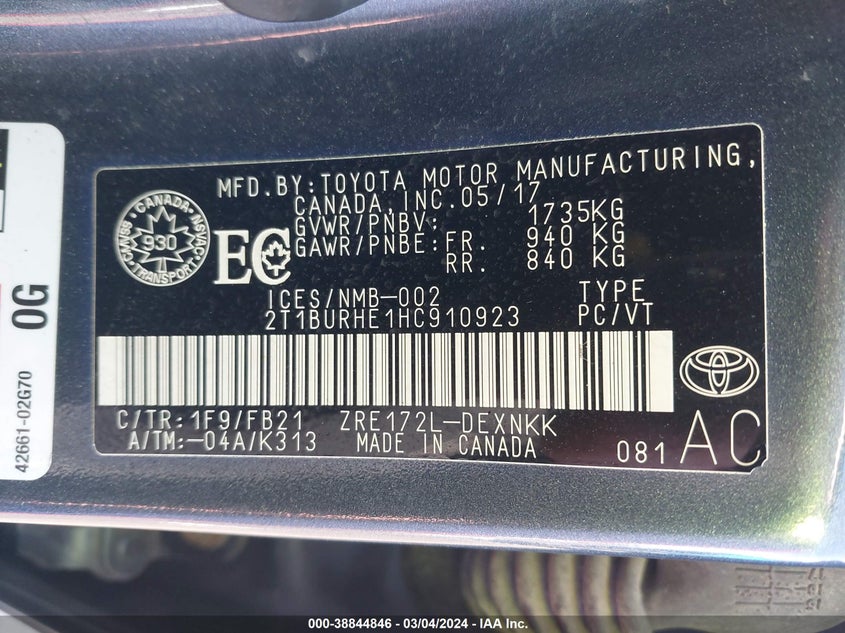 MFD.BY:TOYOTA MOTOR MANUFACTURING,
CANADA, INC.05/17
GVWR/PNBV: 1735KG
GAWR/PNBE: FR. 940 KG
RR. 840 KG
CANADA
930
TRANSPORT
EC
ICES/NMB-002 TYPE
2T1BURHE1HC910923 PC/VT
C/TR:1F9/FB21 ZRE172L-DEXNKK
A/TM:-04A/K313 MADE IN CANADA
081 AC
0G
42661-02G70
000-38844846 - 03/04/2024 - IAA Inc.